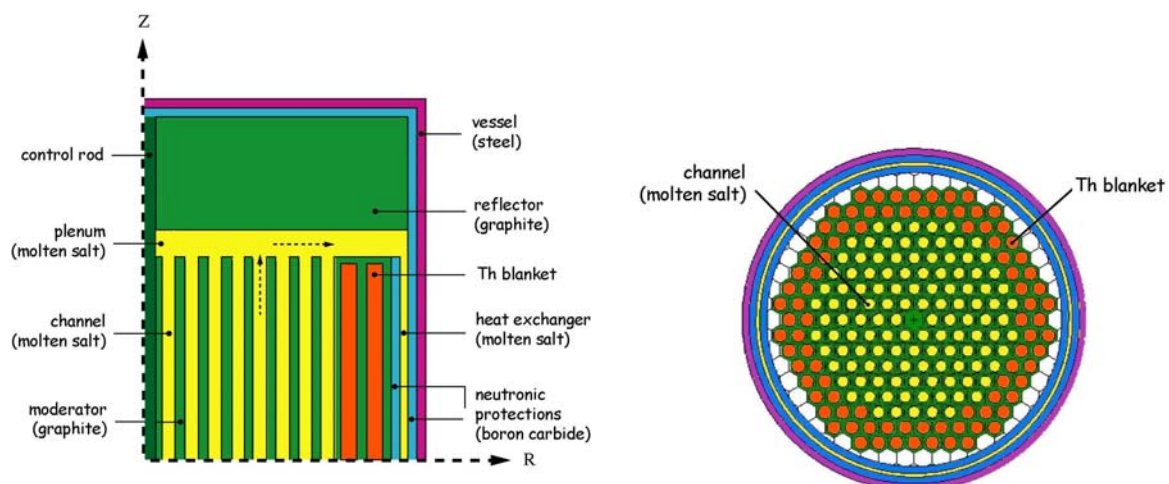 Z
control rod
plenum
(molten salt)
channel
(molten salt)
moderator
(graphite)
vessel
(steel)
reflector
(graphite)
Th blanket
heat exchanger
(molten salt)
neutronic
protections
(boron carbide)
R
channel
(molten salt)
Th blanket